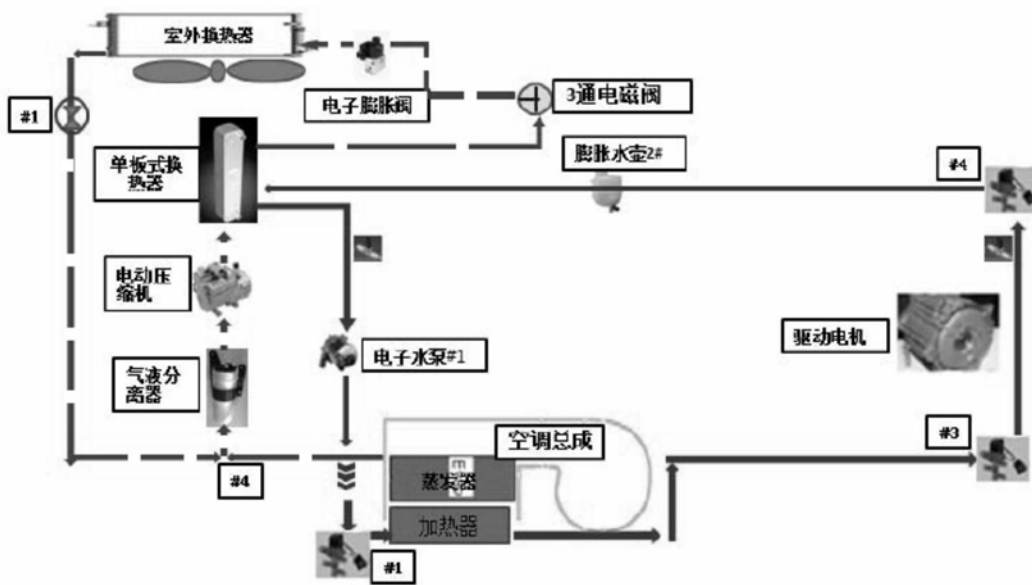 室外换热器
#1
电子膨胀阀
3通电磁阀
单板式换
热器
膨胀水壶2#
#4
电动压
缩机
电子水泵#1
驱动电机
气液分
离器
空调总成
#3
#4
蒸发器
加热器
#1